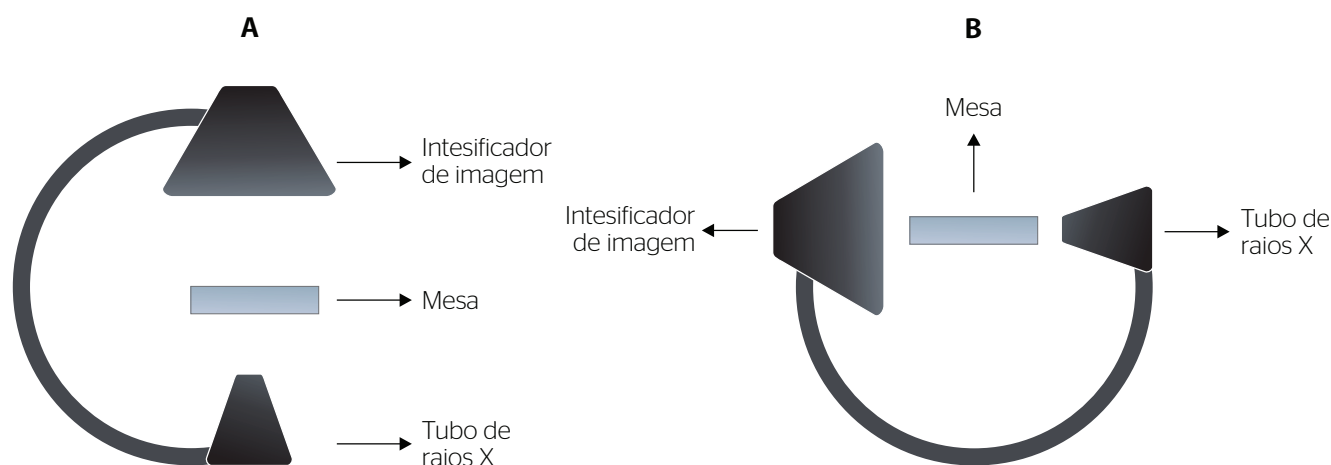 A
Intesificador
de imagem
Mesa
Tubo de
raios X
B
Mesa
Intesificador
de imagem
Tubo de
raios X